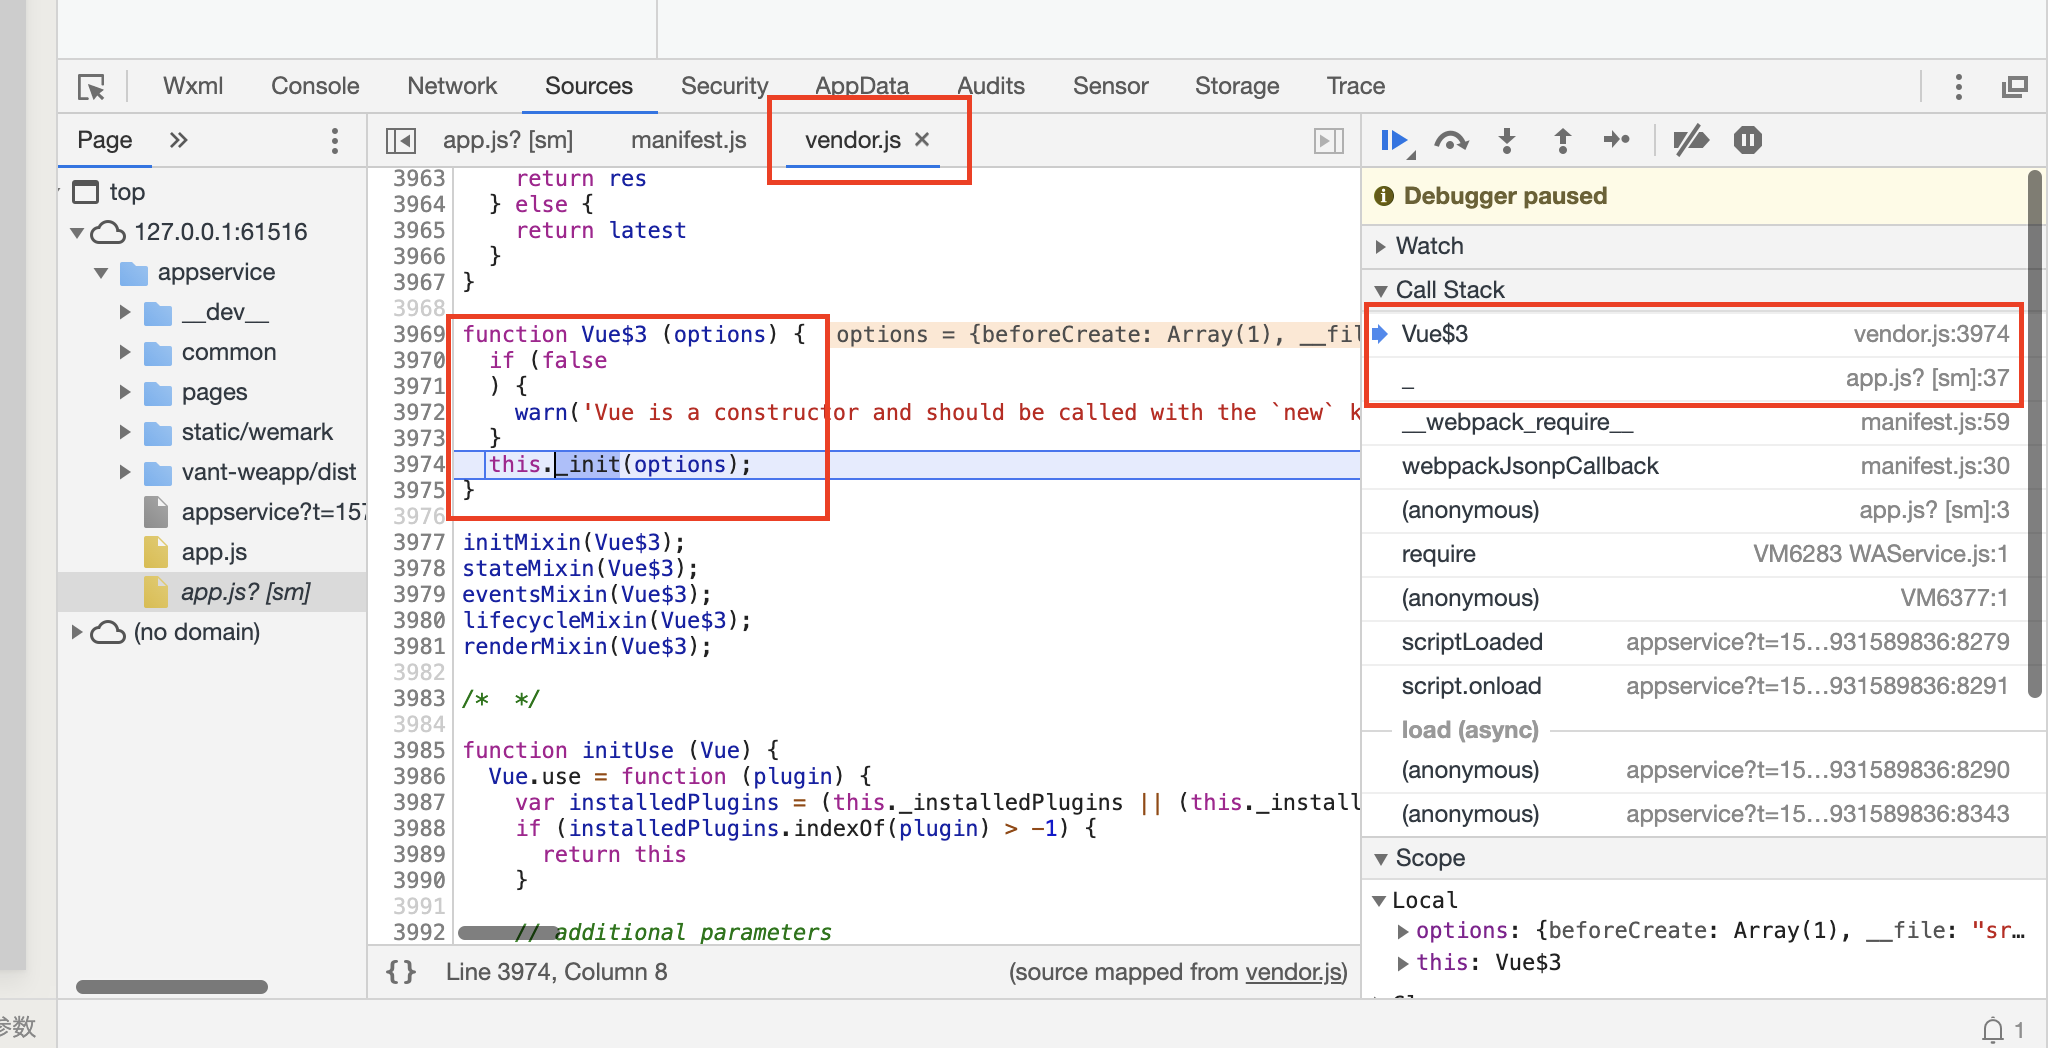 Wxml Console Network Sources Security AppData Audits Sensor Storage Trace
Page
top
127.0.0.1:61516
appservice
__dev__
common
pages
static/wemark
vant-weapp/dist
appservice?t=157
app.js
app.js? [sm]
(no domain)
app.js? [sm] manifest.js vendor.js ×
3963     return res
3964   } else {
3965     return latest
3966   }
3967 }
3968
3969 function Vue$3 (options) { options = {beforeCreate: Array(1), __fil
3970   if (false
3971   ) {
3972     warn('Vue is a constructor and should be called with the `new` k
3973   }
3974   this._init(options);
3975 }
3976
3977 initMixin(Vue$3);
3978 stateMixin(Vue$3);
3979 eventsMixin(Vue$3);
3980 lifecycleMixin(Vue$3);
3981 renderMixin(Vue$3);
3982
3983 /*  */
3984
3985 function initUse (Vue) {
3986   Vue.use = function (plugin) {
3987     var installedPlugins = (this._installedPlugins || (this._install
3988     if (installedPlugins.indexOf(plugin) > -1) {
3989       return this
3990     }
3991
3992     // additional parameters
{} Line 3974, Column 8 (source mapped from vendor.js)
Debugger paused
Watch
Call Stack
Vue$3 vendor.js:3974
_ app.js? [sm]:37
__webpack_require__ manifest.js:59
webpackJsonpCallback manifest.js:30
(anonymous) app.js? [sm]:3
require VM6283 WAService.js:1
(anonymous) VM6377:1
scriptLoaded appservice?t=15…931589836:8279
script.onload appservice?t=15…931589836:8291
load (async)
(anonymous) appservice?t=15…931589836:8290
(anonymous) appservice?t=15…931589836:8343
Scope
Local
options: {beforeCreate: Array(1), __file: "sr…
this: Vue$3
参数
1